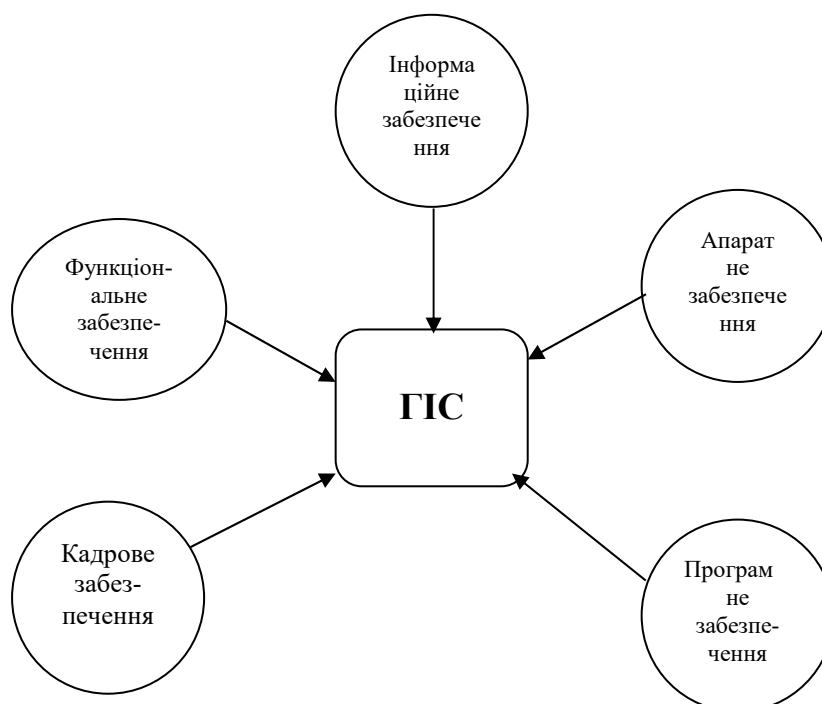 Інформа
ційне
забезпече
ння
Апарат
не
забезпече
ння
Функціон-
альне
забезпе-
чення
ГІС
Кадрове
забез-
печення
Програм
не
забезпе-
чення